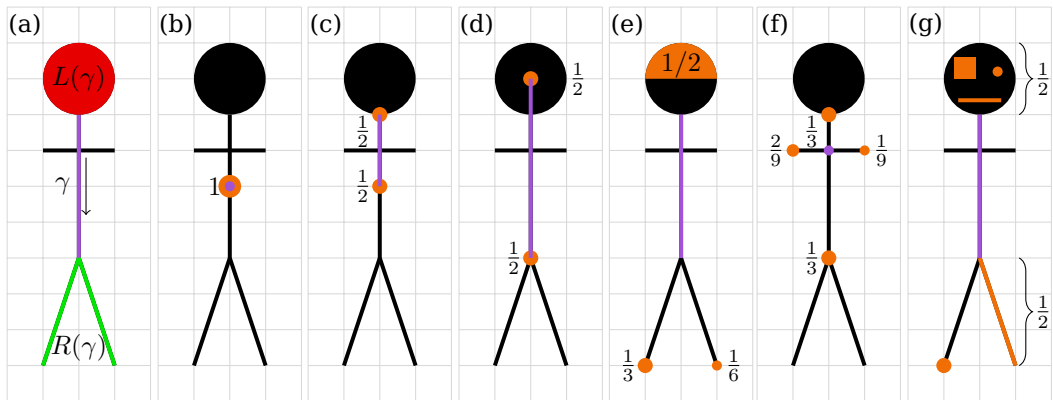 (a) (b) (c) (d) (e) (f) (g)
L(γ) 1/2 1/2 1/2
1/2 1/3
2/9 1/9
γ 1 1/2
1/2 1/3 1/2
R(γ)
1/3 1/6